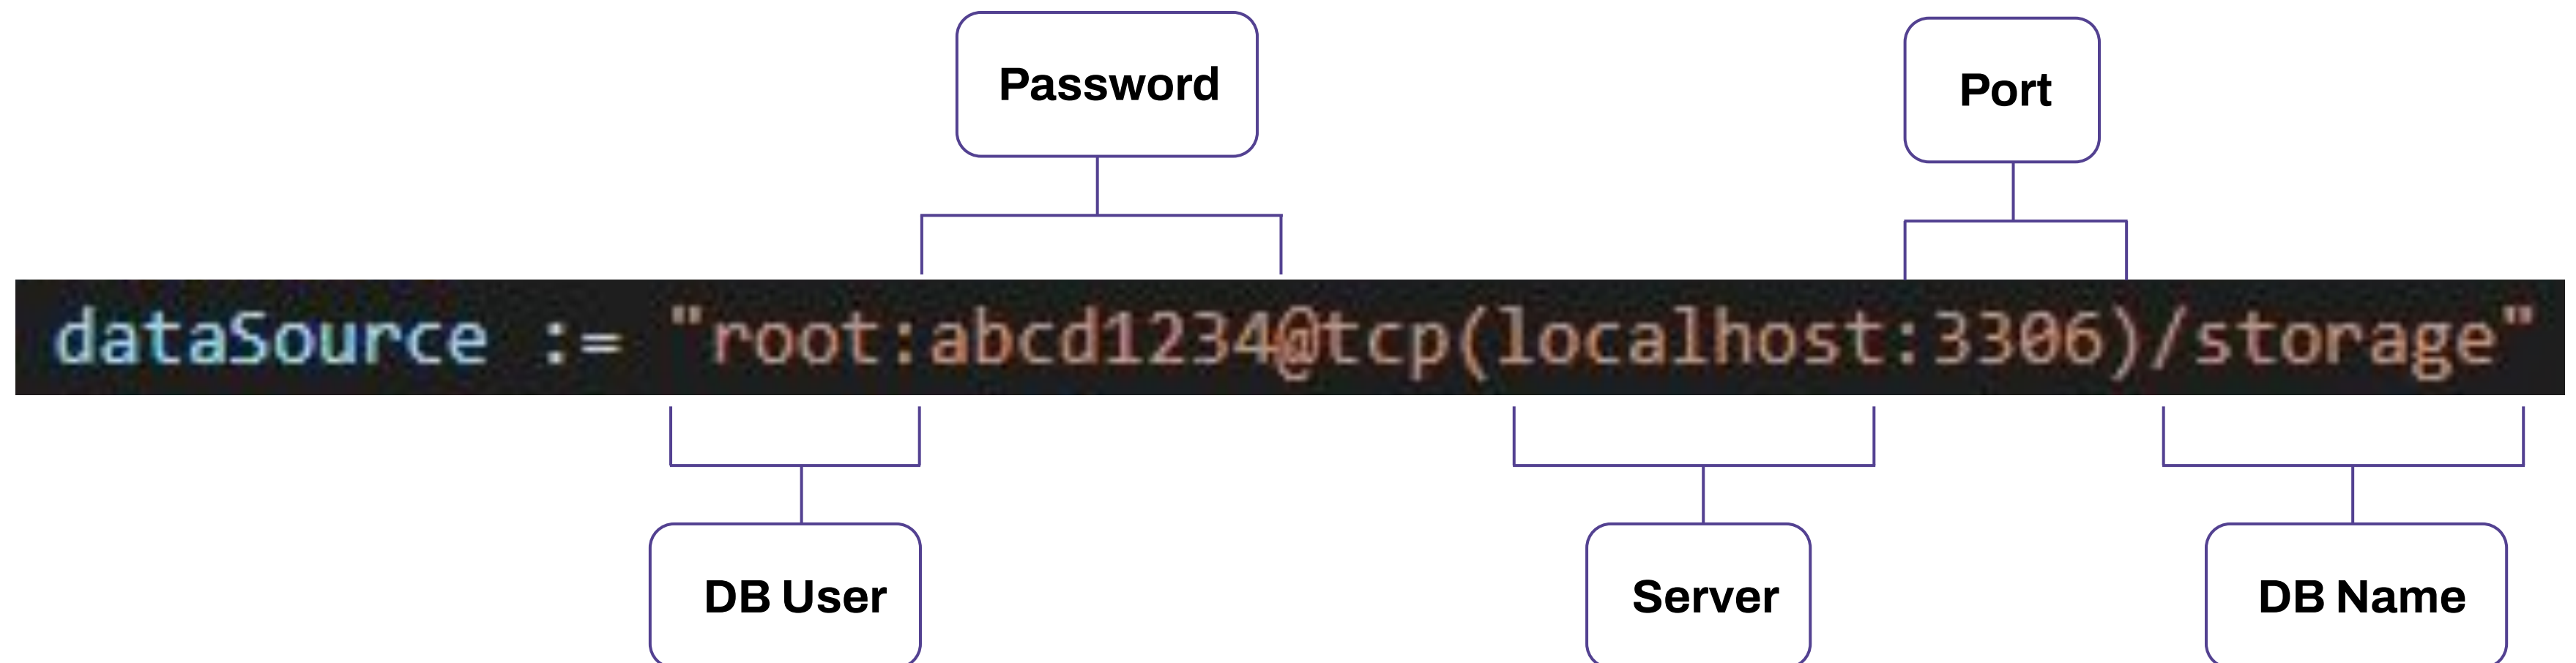 Password
Port
dataSource := "root:abcd1234@tcp(localhost:3306)/storage"
DB User
Server
DB Name